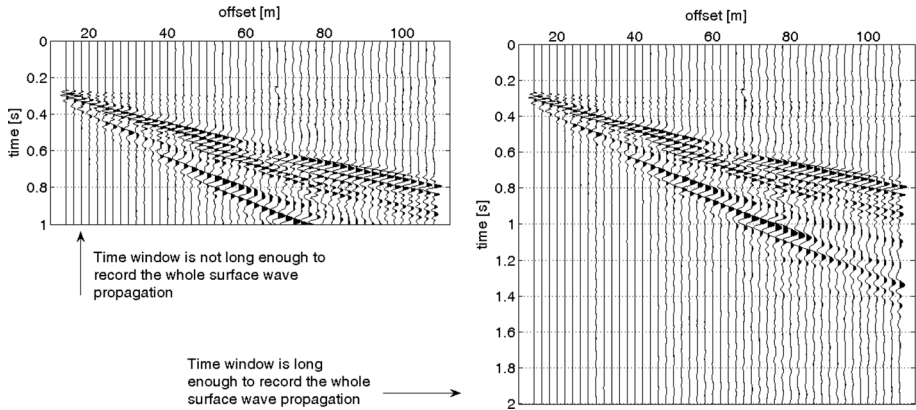 offset [m]
20 40 60 80 100
0
0.2
0.4
0.6
0.8
1
time [s]
Time window is not long enough to
record the whole surface wave
propagation
Time window is long
enough to record the whole
surface wave propagation
offset [m]
20 40 60 80 100
0
0.2
0.4
0.6
0.8
1
1.2
1.4
1.6
1.8
2
time [s]